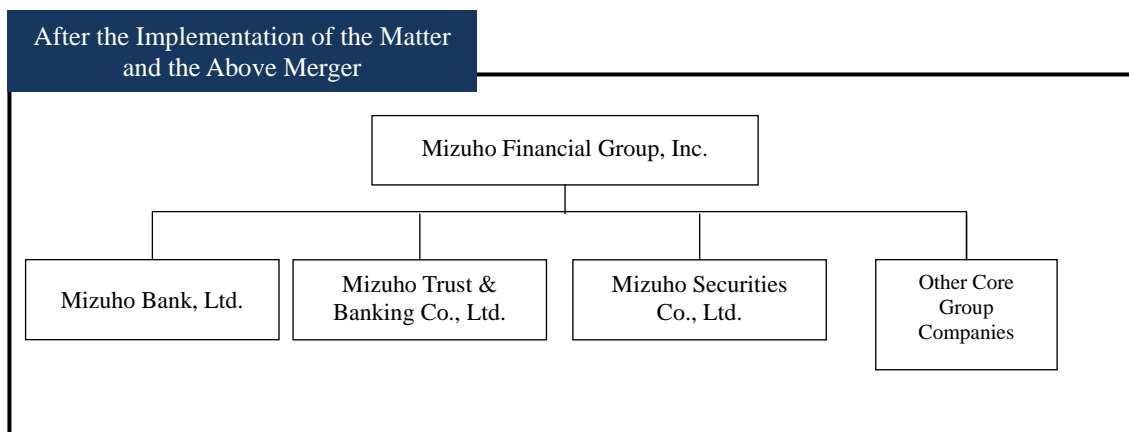 After the Implementation of the Matter
and the Above Merger
Mizuho Financial Group, Inc.
Mizuho Bank, Ltd.
Mizuho Trust &
Banking Co., Ltd.
Mizuho Securities
Co., Ltd.
Other Core
Group
Companies